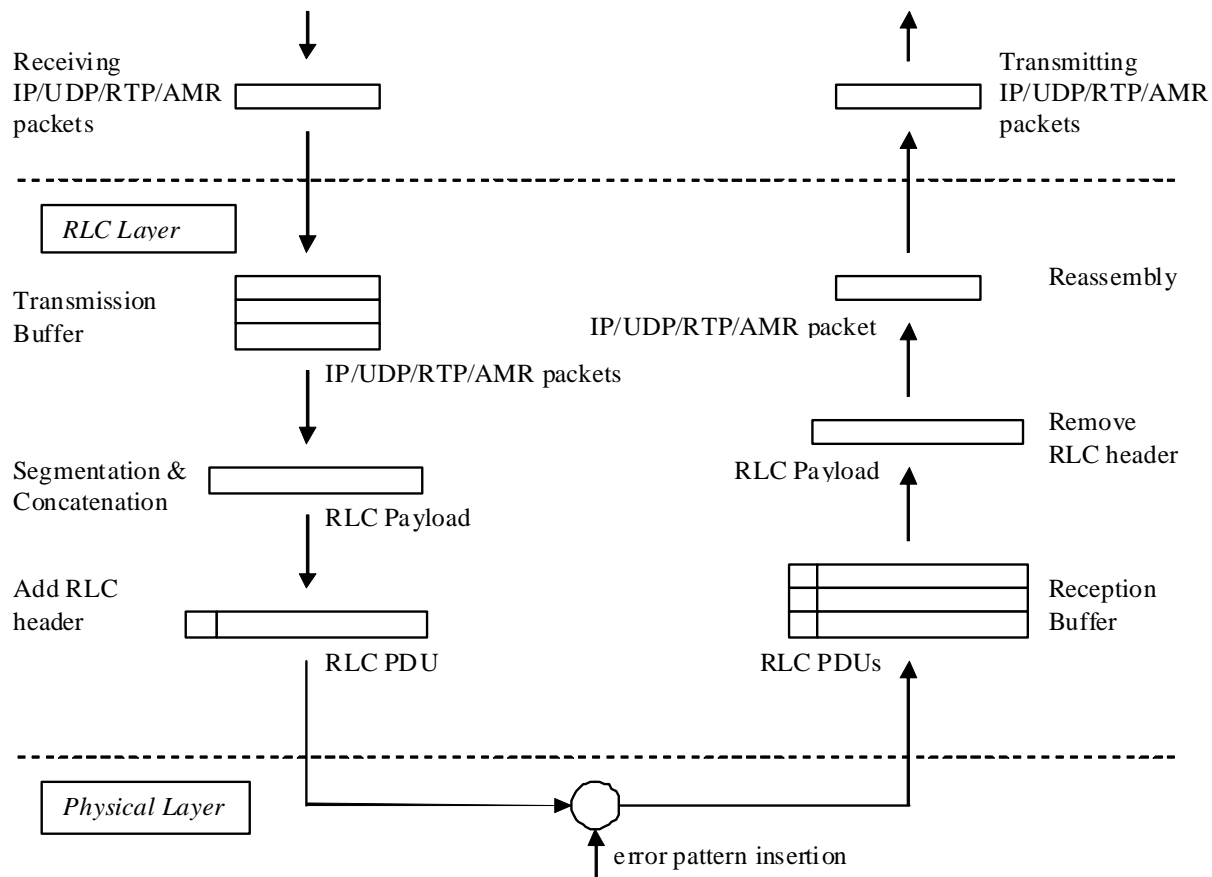 Receiving
IP/UDP/RTP/AMR
packets
Transmitting
IP/UDP/RTP/AMR
packets
RLC Layer
Transmission
Buffer
IP/UDP/RTP/AMR packets
Reassembly
IP/UDP/RTP/AMR packet
Segmentation &
Concatenation
RLC Payload
Remove
RLC header
RLC Payload
Add RLC
header
RLC PDU
Reception
Buffer
RLC PDUs
Physical Layer
error pattern insertion